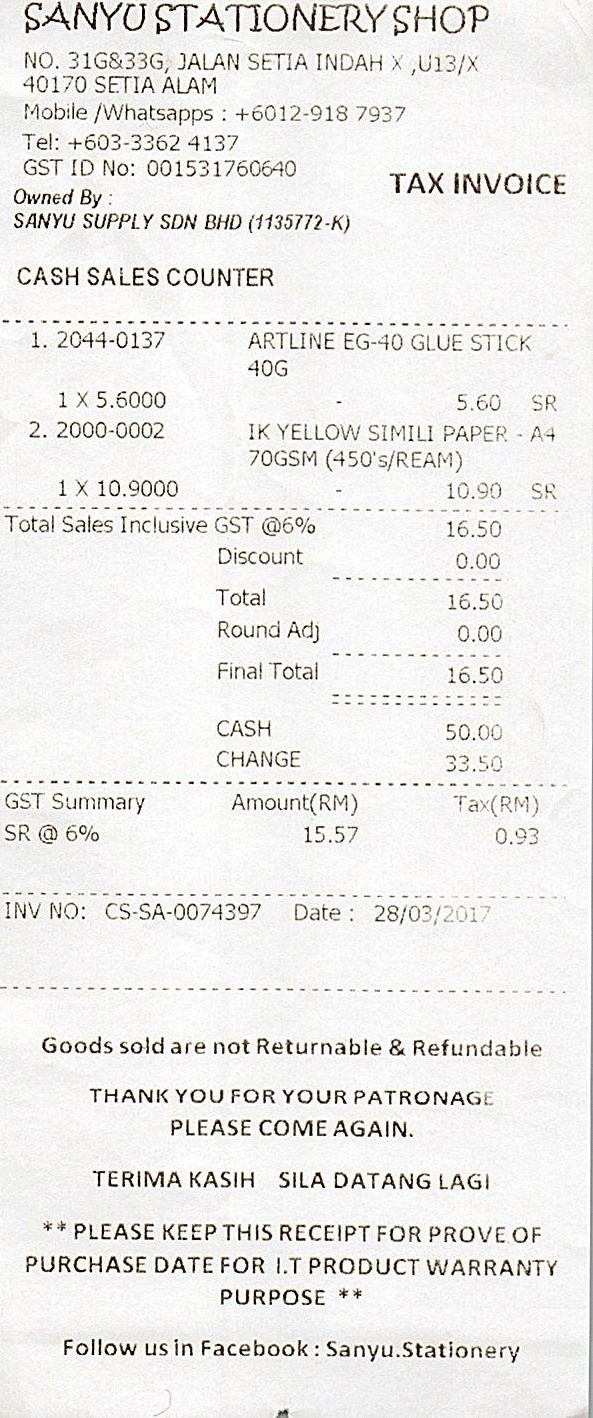 SANYU STATIONERY SHOP
NO. 31G&33G, JALAN SETIA INDAH X ,U13/X
40170 SETIA ALAM
Mobile /Whatsapps : +6012-918 7937
Tel: +603-3362 4137
GST ID No: 001531760640
TAX INVOICE
Owned By :
SANYU SUPPLY SDN BHD (1135772-K)
CASH SALES COUNTER
1. 2044-0137 ARTLINE EG-40 GLUE STICK
40G
1 X 5.6000 - 5.60 SR
2. 2000-0002 IK YELLOW SIMILI PAPER - A4
70GSM (450's/REAM)
1 X 10.9000 - 10.90 SR
Total Sales Inclusive GST @6% 16.50
Discount 0.00
Total 16.50
Round Adj 0.00
Final Total 16.50
CASH 50.00
CHANGE 33.50
GST Summary Amount(RM) Tax(RM)
SR @ 6% 15.57 0.93
INV NO: CS-SA-0074397 Date : 28/03/2017
Goods sold are not Returnable & Refundable
THANK YOU FOR YOUR PATRONAGE
PLEASE COME AGAIN.
TERIMA KASIH SILA DATANG LAGI
** PLEASE KEEP THIS RECEIPT FOR PROVE OF
PURCHASE DATE FOR I.T PRODUCT WARRANTY
PURPOSE **
Follow us in Facebook : Sanyu.Stationery